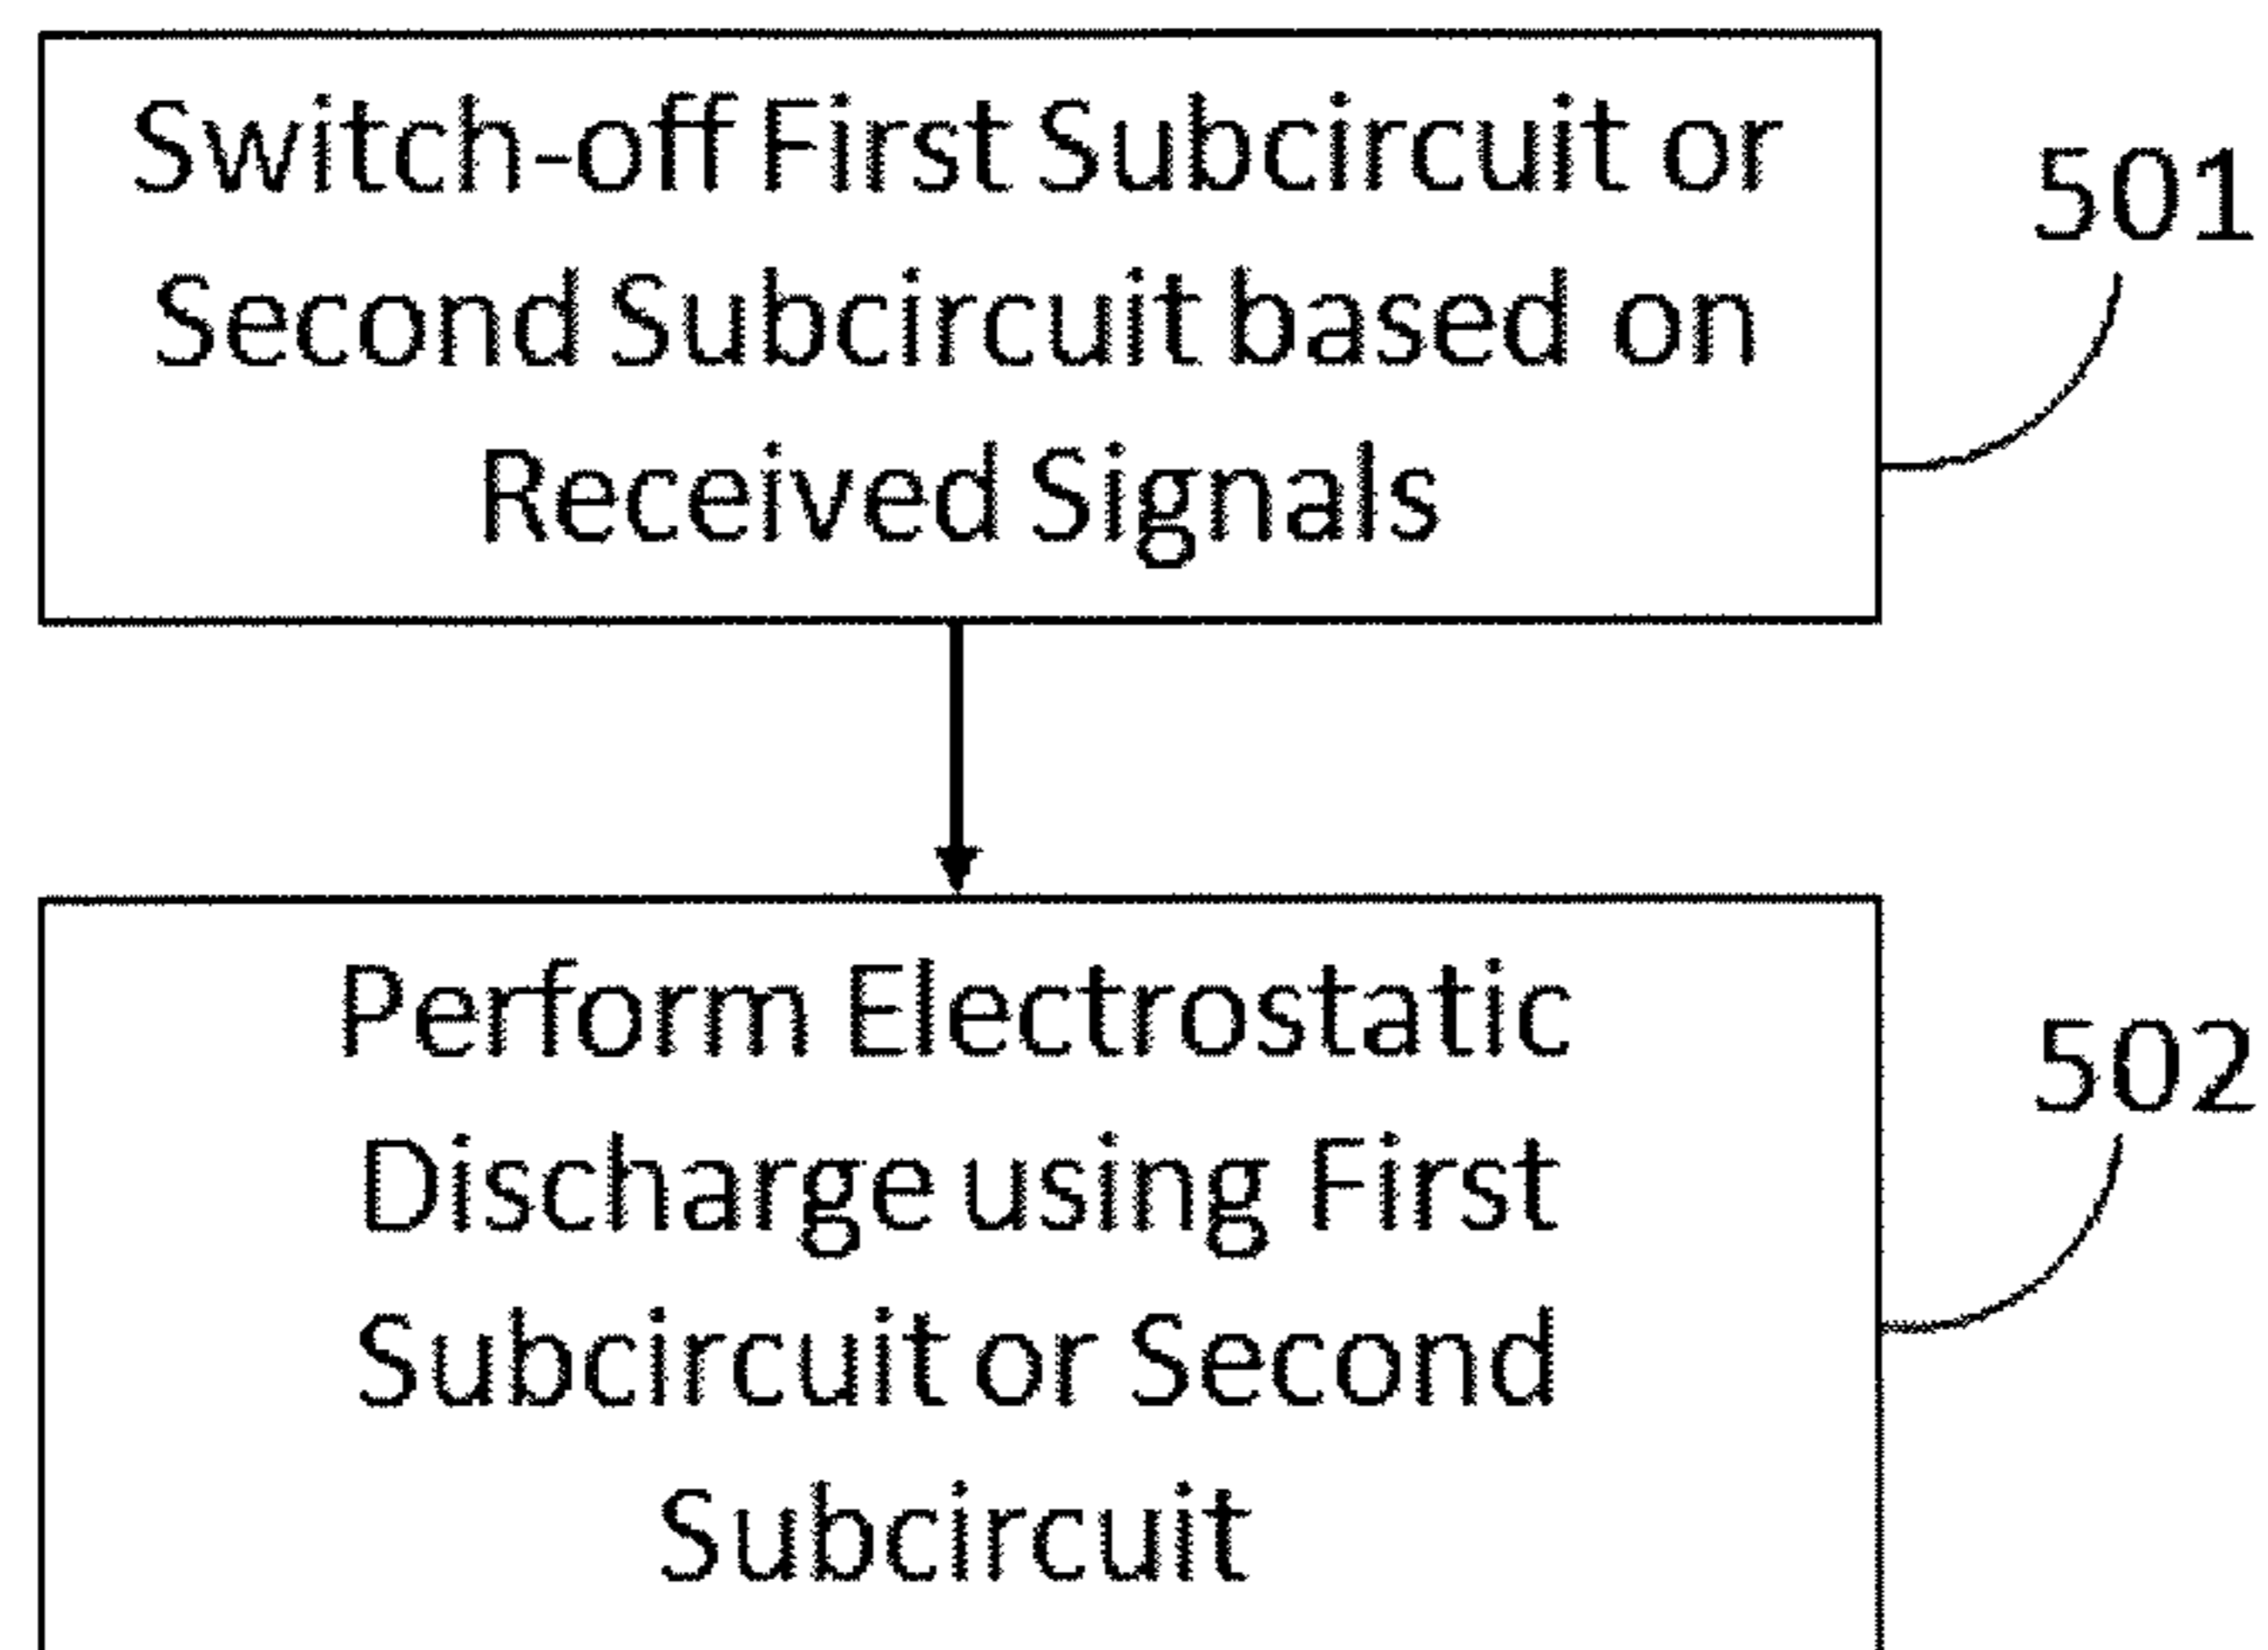 Switch-off First Subcircuit or
Second Subcircuit based on
Received Signals
501
Perform Electrostatic
Discharge using First
Subcircuit or Second
Subcircuit
502